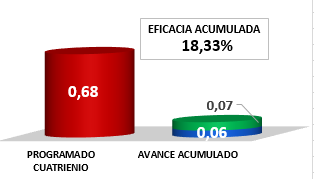 EFICACIA ACUMULADA
18,33%
0,68
0,07
0,06
PROGRAMADO
CUATRIENIO
AVANCE ACUMULADO